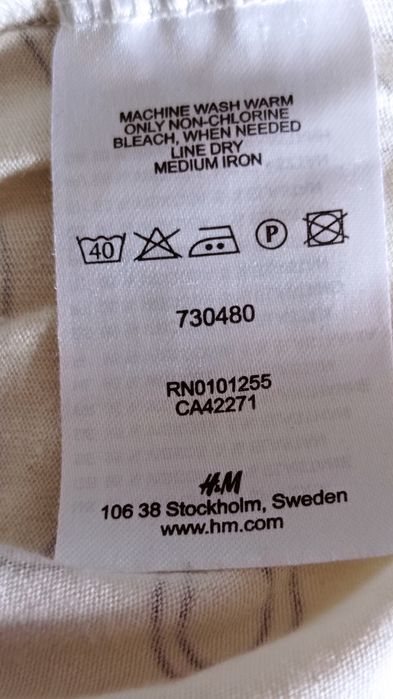 MACHINE WASH WARM
ONLY NON-CHLORINE
BLEACH, WHEN NEEDED
LINE DRY
MEDIUM IRON
40 P
730480
RN0101255
CA42271
H&M
106 38 Stockholm, Sweden
www.hm.com